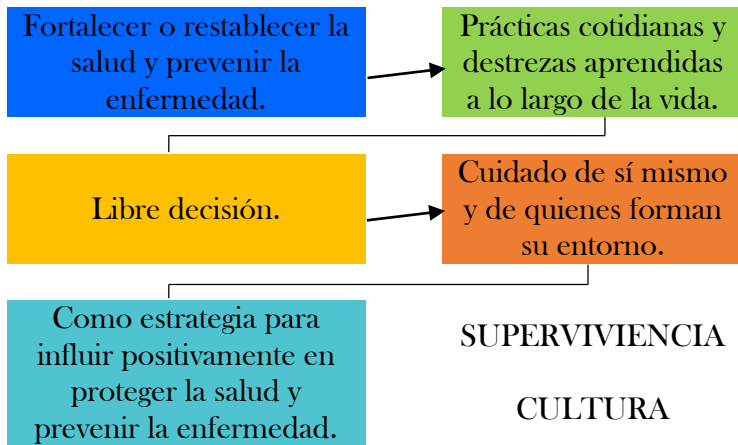 Fortalecer o restablecer la
salud y prevenir la
enfermedad.
Prácticas cotidianas y
destrezas aprendidas
a lo largo de la vida.
Libre decisión.
Cuidado de sí mismo
y de quienes forman
su entorno.
Como estrategia para
influir positivamente en
proteger la salud y
prevenir la enfermedad.
SUPERVIVIENCIA
CULTURA